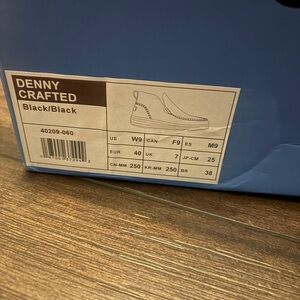 DENNY
CRAFTED
Black/Black
40209-060
US W9 CAN F9 ES M9
EUR 40 UK 7 JP-CM 25
CN-MM 250 KR-MM 250 BR 38